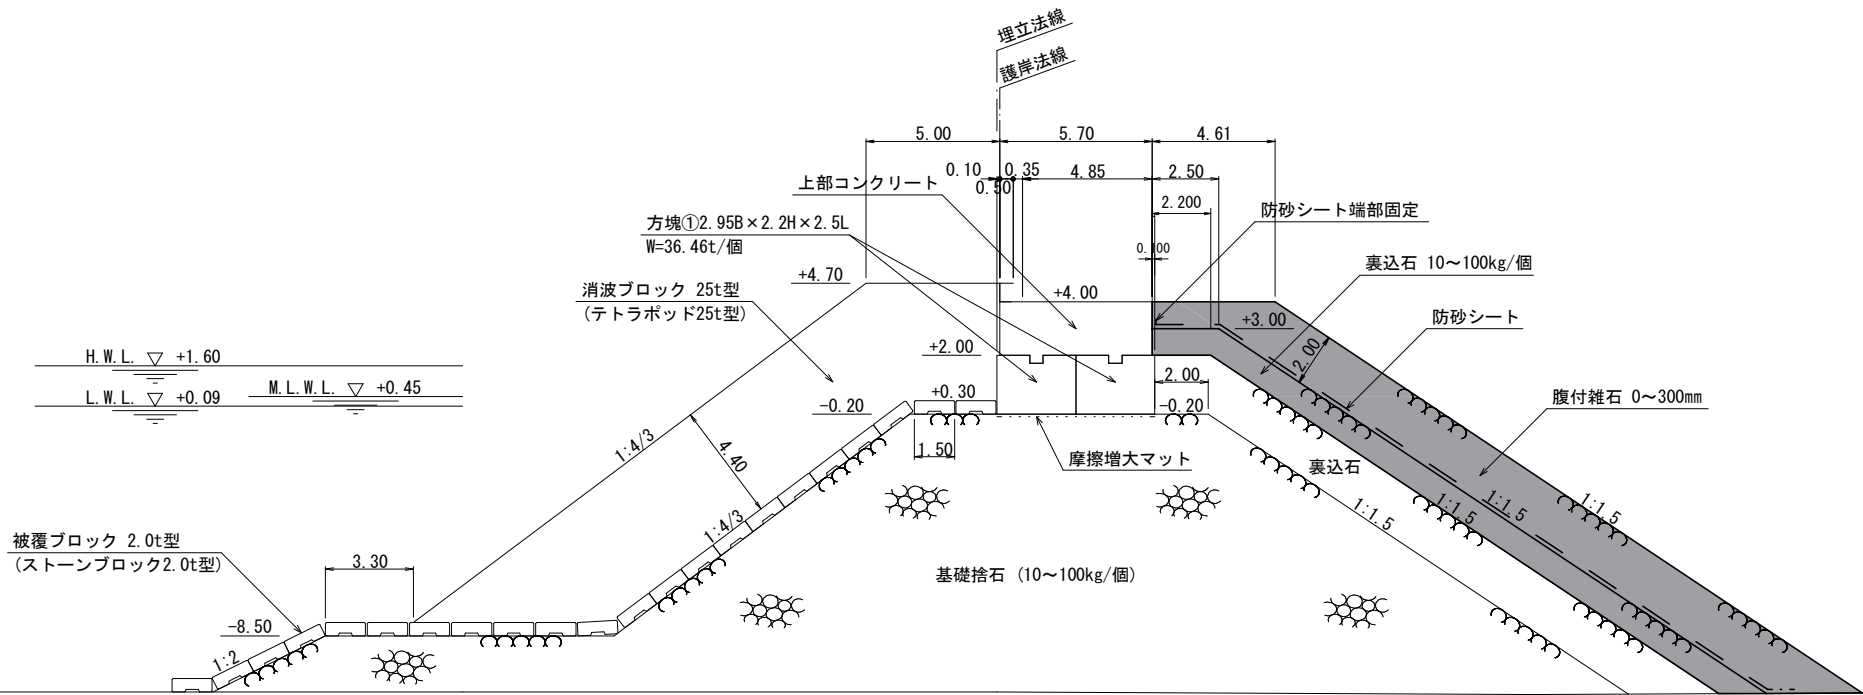 埋立法線
護岸法線
5.00
5.70
4.61
0.10
0.35
4.85
2.50
0.50
上部コンクリート
2.200
防砂シート端部固定
方塊①2.95B×2.2H×2.5L
W=36.46t/個
0.100
裏込石 10～100kg/個
+4.70
消波ブロック 25t型
(テトラポッド25t型)
+4.00
+3.00
防砂シート
H.W.L. ▽ +1.60
+2.00
2.00
2.00
M.L.W.L. ▽ +0.45
L.W.L. ▽ +0.09
+0.30
-0.20
-0.20
腹付雑石 0～300mm
1:4/3
4.40
1.50
摩擦増大マット
裏込石
1:1.5
1:1.5
1:1.5
1:1.5
1:4/3
被覆ブロック 2.0t型
(ストーンブロック2.0t型)
3.30
基礎捨石 (10～100kg/個)
-8.50
1:2